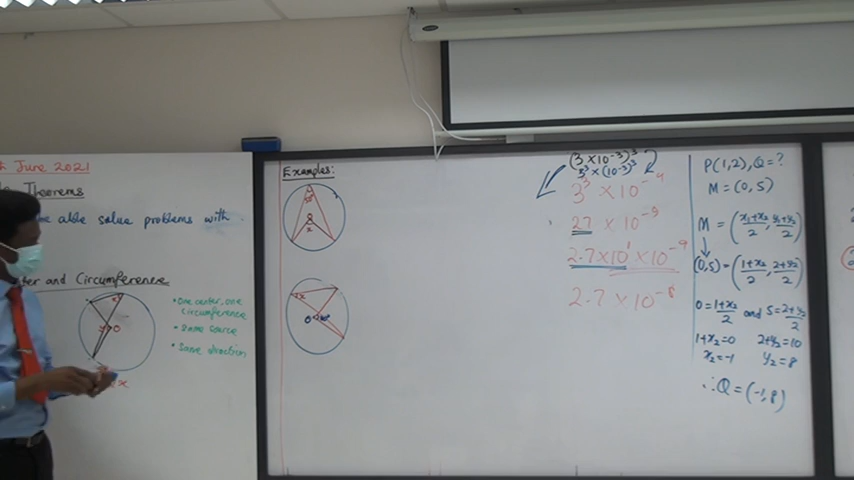 June 2021
Theorems
able solve problems with
and Circumference
• One center, one
circumference
• Same source
• Same direction
O
Examples:
x
x
O
(3 × 10⁻³)³
3³ × (10⁻³)³
27 × 10⁻⁹
2.7 × 10¹ × 10⁻⁹
2.7 × 10⁻⁸
P(1,2), Q = ?
M = (0, 5)
M = (x₁+x₂/2, y₁+y₂/2)
(0,5) = (1+x₂/2, 2+y₂/2)
0 = 1+x₂/2 and 5 = 2+y₂/2
1+x₂=0 2+y₂=10
x₂=-1 y₂=8
∴ Q = (-1, 8)